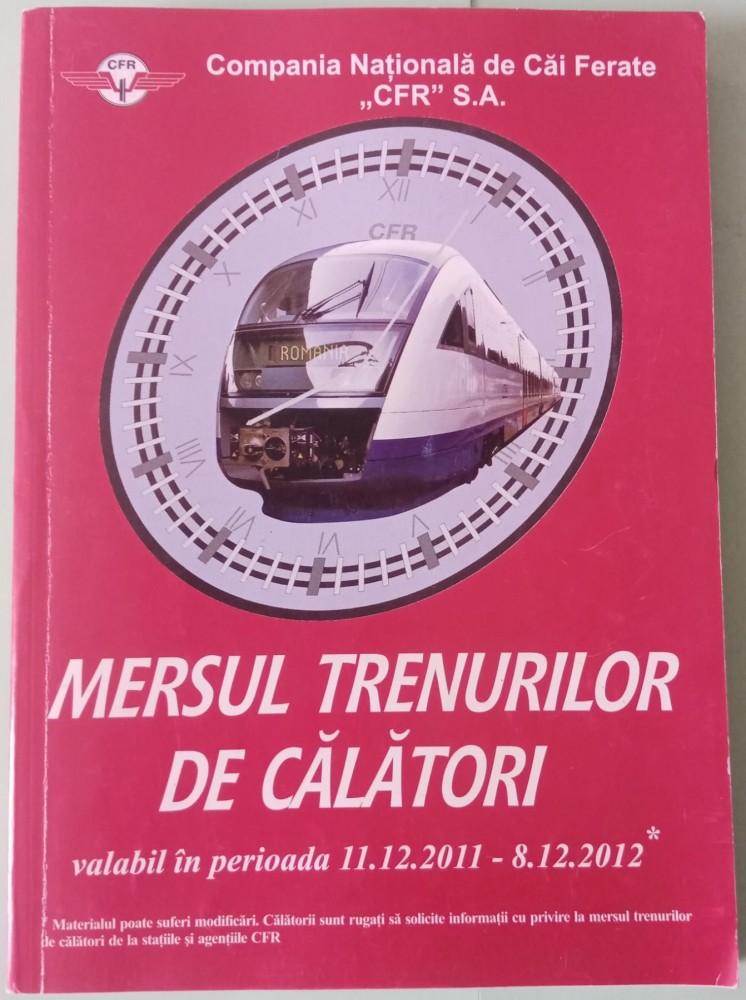 CFR
Compania Națională de Căi Ferate
„CFR” S.A.
XII
I
II
XI
X
IX
VIII
VII
VI
V
IIII
CFR
ROMANIA
MERSUL TRENURILOR
DE CĂLĂTORI
valabil în perioada 11.12.2011 - 8.12.2012*
* Materialul poate suferi modificări. Călătorii sunt rugați să solicite informații cu privire la mersul trenurilor
de călători de la stațiile și agențiile CFR